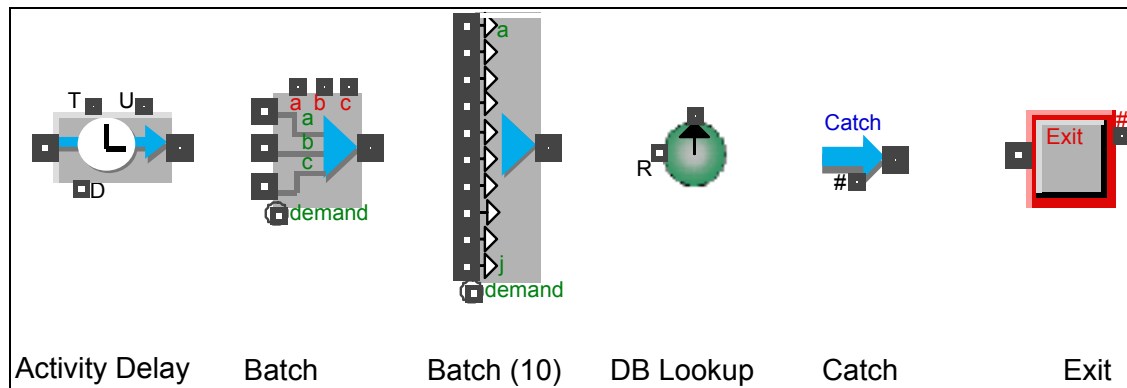 T U
D
a b c
a
b
c
demand
a
j
demand
R
Catch
#
Exit
#
Activity Delay
Batch
Batch (10)
DB Lookup
Catch
Exit